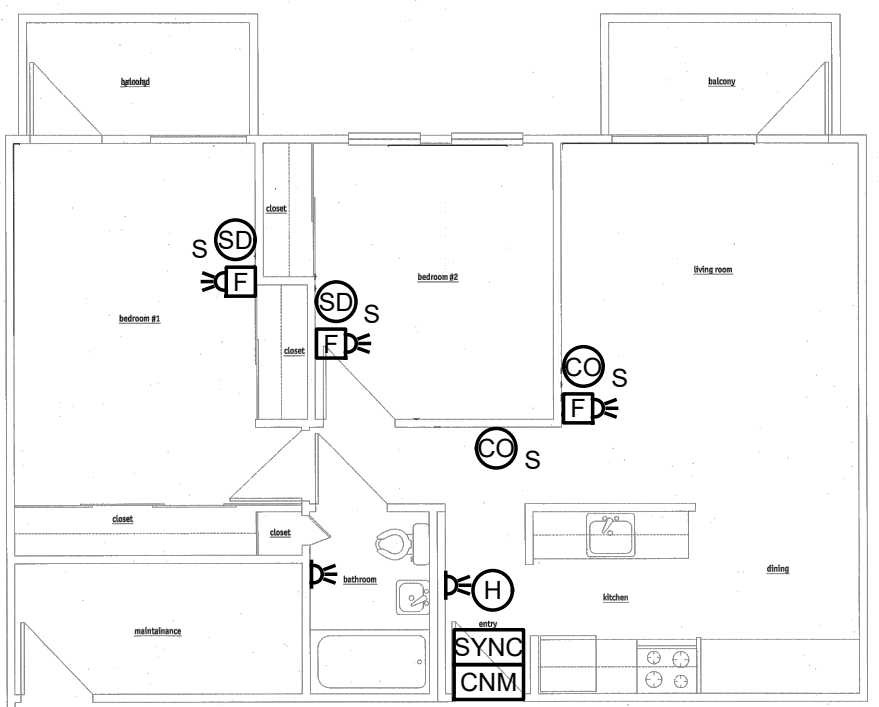 balcony
closet
SD
S
F
living room
bedroom #2
SD
S
bedroom #1
F
closet
CO
S
F
CO
S
closet
closet
dining
bathroom
H
kitchen
entry
maintainance
SYNC
CNM